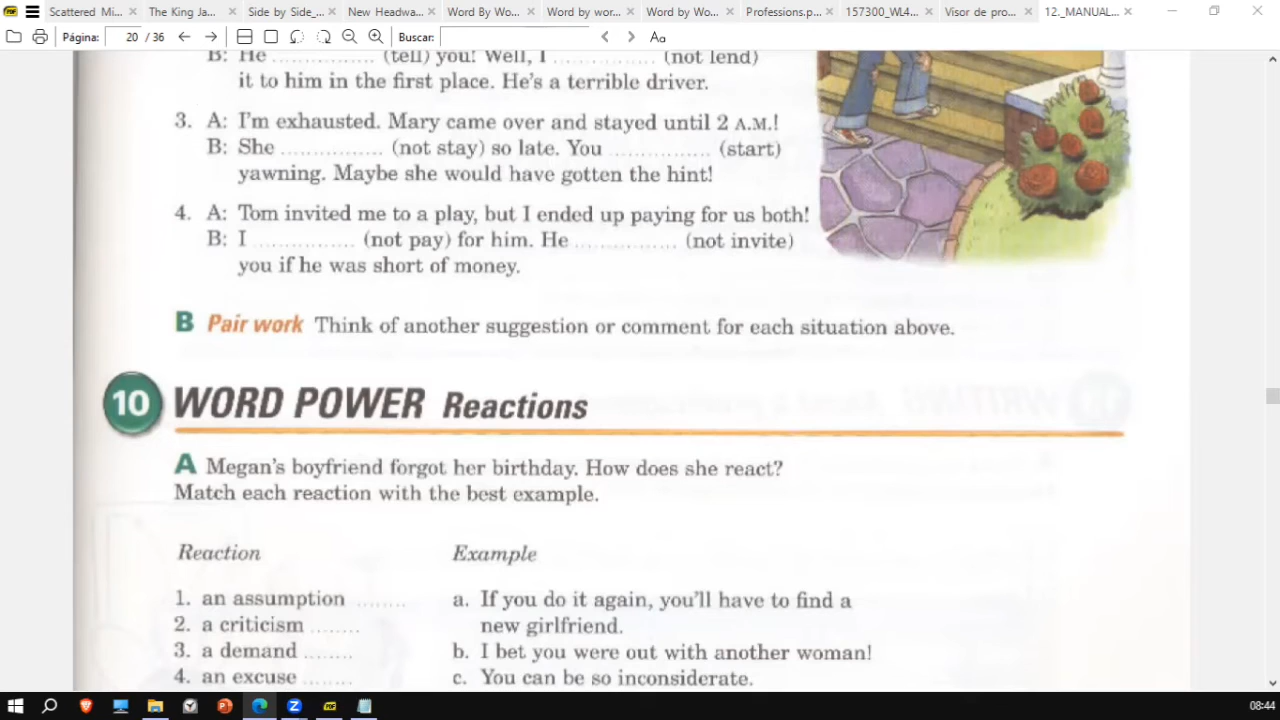 Scattered Mi...
The King Ja...
Side by Side_...
New Headwa...
Word By Wo...
Word by wor...
Word by Wo...
Professions.p...
157300_WL4...
Visor de pro...
12._MANUAL...
Página: 20 / 36
Buscar:
Aa
B: He .............. (tell) you! Well, I .............. (not lend)
it to him in the first place. He's a terrible driver.
3. A: I'm exhausted. Mary came over and stayed until 2 A.M.!
B: She .............. (not stay) so late. You .............. (start)
yawning. Maybe she would have gotten the hint!
4. A: Tom invited me to a play, but I ended up paying for us both!
B: I .............. (not pay) for him. He .............. (not invite)
you if he was short of money.
B Pair work Think of another suggestion or comment for each situation above.
10 WORD POWER Reactions
A Megan's boyfriend forgot her birthday. How does she react?
Match each reaction with the best example.
Reaction
Example
1. an assumption ........
2. a criticism ........
3. a demand ........
4. an excuse ........
a. If you do it again, you'll have to find a
new girlfriend.
b. I bet you were out with another woman!
c. You can be so inconsiderate.
08:44